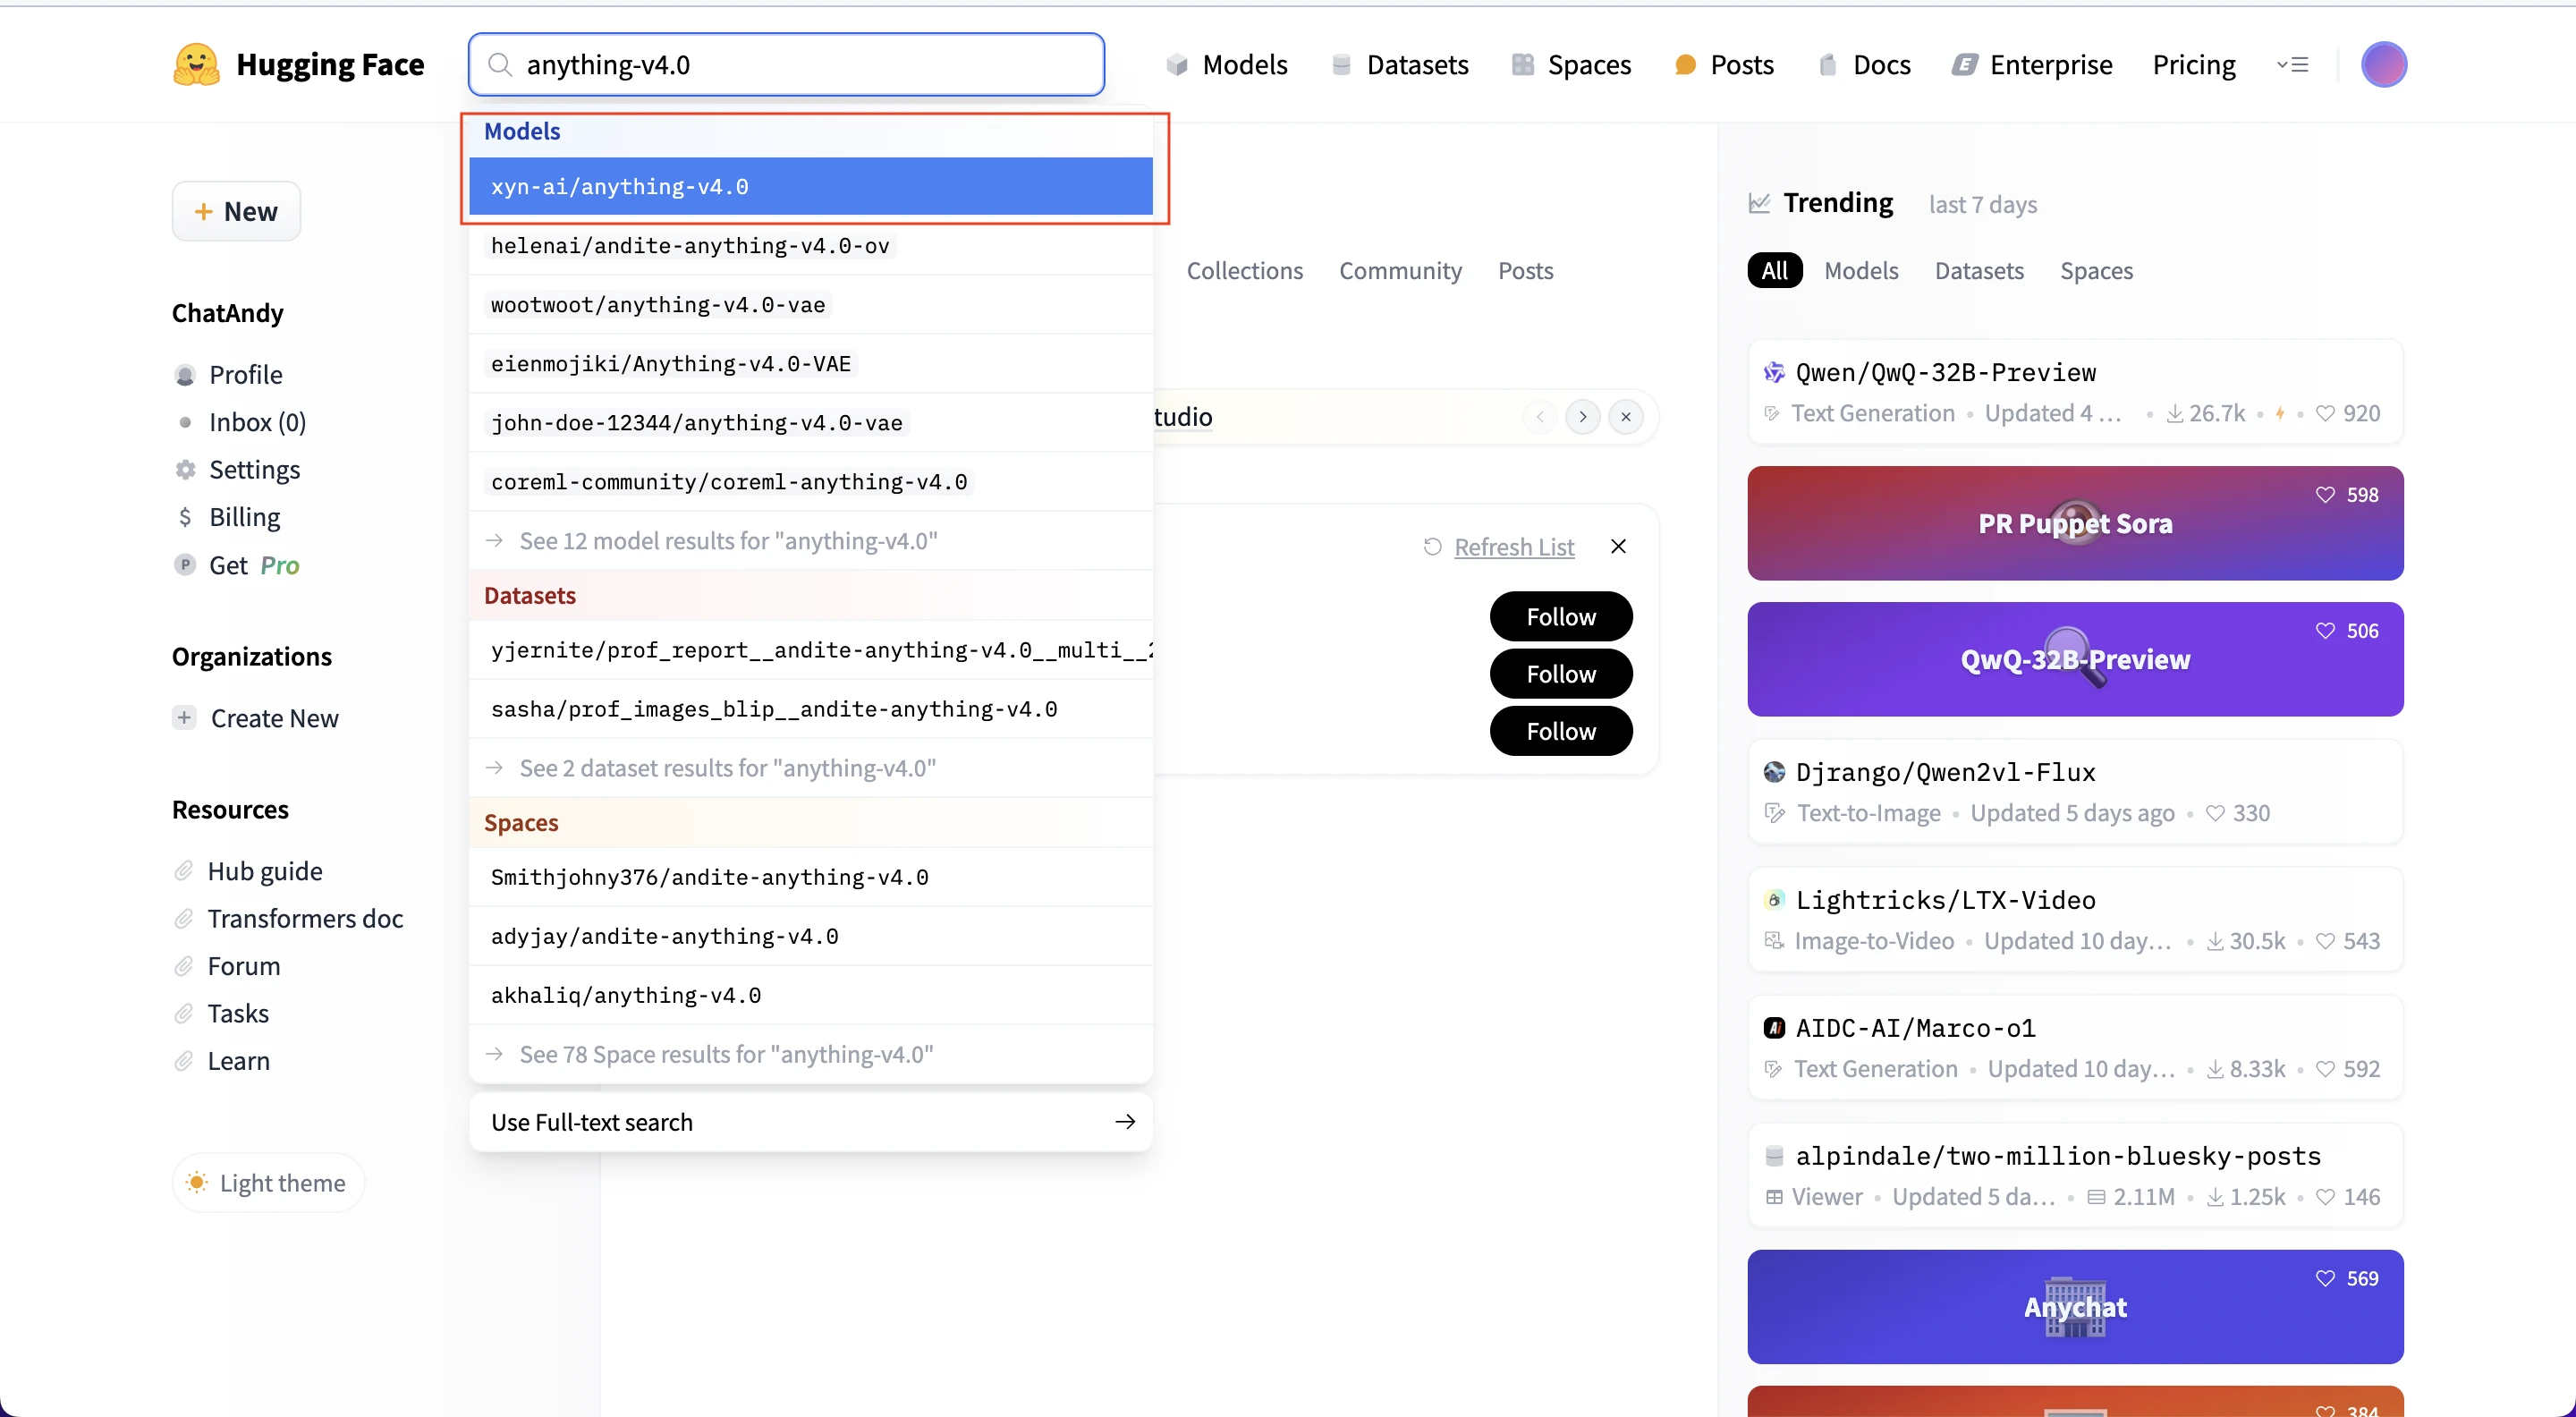 Hugging Face
anything-v4.0
Models
Datasets
Spaces
Posts
Docs
Enterprise
Pricing
New
ChatAndy
Profile
Inbox (0)
Settings
$ Billing
P Get Pro
Organizations
+ Create New
Resources
Hub guide
Transformers doc
Forum
Tasks
Learn
Light theme
Models
xyn-ai/anything-v4.0
helenai/andite-anything-v4.0-ov
wootwoot/anything-v4.0-vae
eienmojiki/Anything-v4.0-VAE
john-doe-12344/anything-v4.0-vae
coreml-community/coreml-anything-v4.0
→ See 12 model results for "anything-v4.0"
Datasets
yjernite/prof_report__andite-anything-v4.0__multi__2
sasha/prof_images_blip__andite-anything-v4.0
→ See 2 dataset results for "anything-v4.0"
Spaces
Smithjohny376/andite-anything-v4.0
adyjay/andite-anything-v4.0
akhaliq/anything-v4.0
→ See 78 Space results for "anything-v4.0"
Use Full-text search →
Collections Community Posts
tudio
Refresh List
Follow
Follow
Follow
Trending last 7 days
All Models Datasets Spaces
Qwen/QwQ-32B-Preview
Text Generation • Updated 4 ... • 26.7k • • 920
598
PR Puppet Sora
506
QwQ-32B-Preview
Djrango/Qwen2vl-Flux
Text-to-Image • Updated 5 days ago • 330
Lightricks/LTX-Video
Image-to-Video • Updated 10 day... • 30.5k • 543
AIDC-AI/Marco-o1
Text Generation • Updated 10 day... • 8.33k • 592
alpindale/two-million-bluesky-posts
Viewer • Updated 5 da... • 2.11M • 1.25k • 146
569
Anychat
384